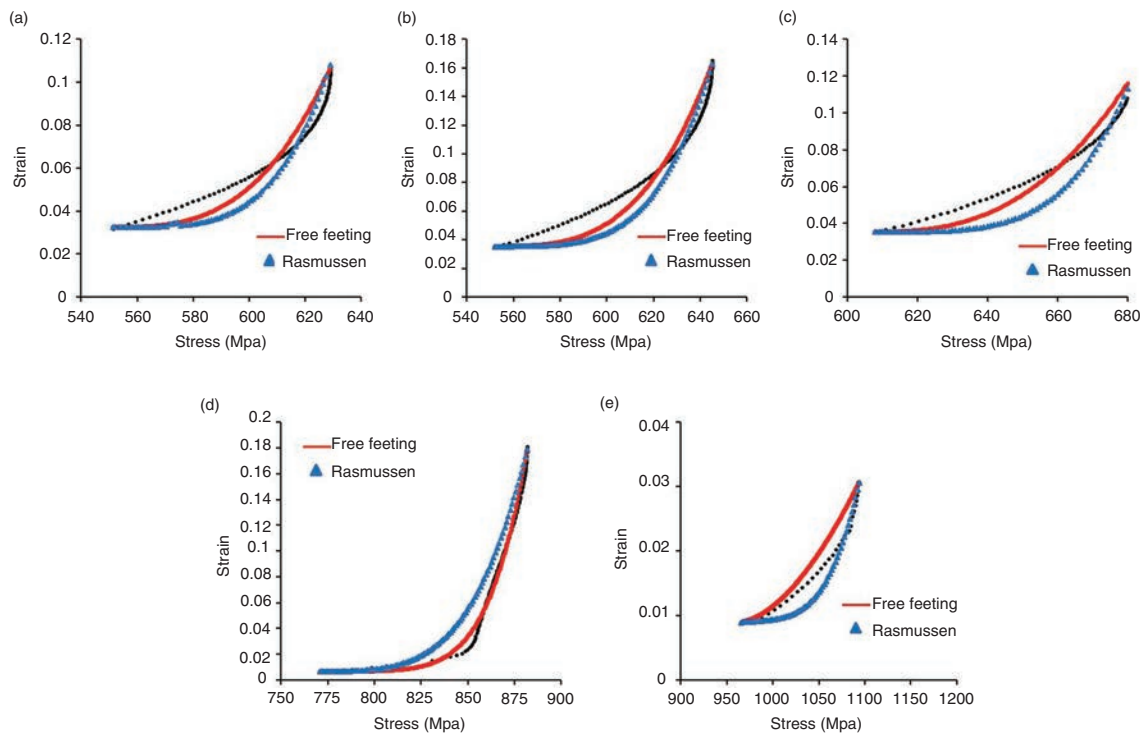 (a)
0.12
0.1
0.08
0.06
0.04
0.02
0
Strain
540 560 580 600 620 640
Stress (Mpa)
Free feeting
Rasmussen
(b)
0.18
0.16
0.14
0.12
0.10
0.08
0.06
0.04
0.02
0
Strain
540 560 580 600 620 640 660
Stress (Mpa)
Free feeting
Rasmussen
(c)
0.14
0.12
0.10
0.08
0.06
0.04
0.02
0
Strain
600 620 640 660 680
Stress (Mpa)
Free feeting
Rasmussen
(d)
0.2
0.18
0.16
0.14
0.12
0.1
0.08
0.06
0.04
0.02
0
Strain
750 775 800 825 850 875 900
Stress (Mpa)
Free feeting
Rasmussen
(e)
0.04
0.03
0.02
0.01
0
Strain
900 950 1000 1050 1100 1150 1200
Stress (Mpa)
Free feeting
Rasmussen